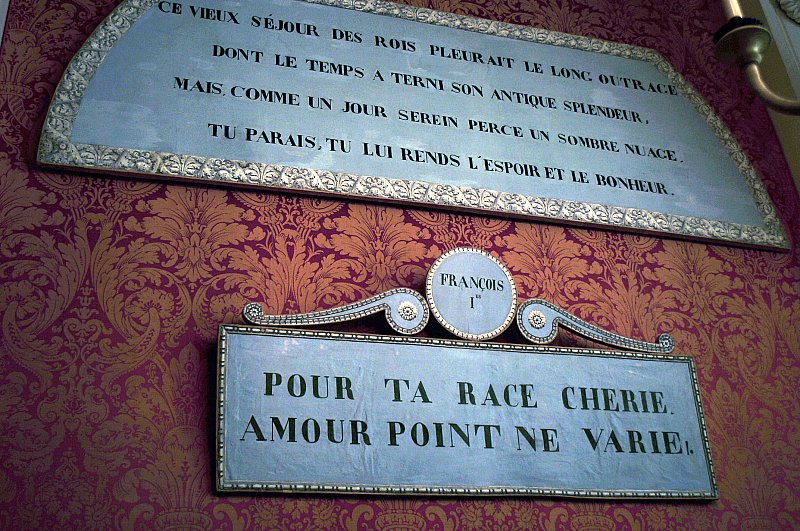 CE VIEUX SÉJOUR DES ROIS PLEURAIT LE LONG OUTRAGE
DONT LE TEMPS A TERNI SON ANTIQUE SPLENDEUR,
MAIS, COMME UN JOUR SEREIN PERCE UN SOMBRE NUAGE.
TU PARAIS, TU LUI RENDS L'ESPOIR ET LE BONHEUR.
FRANÇOIS
Ier
POUR TA RACE CHERIE.
AMOUR POINT NE VARIE.